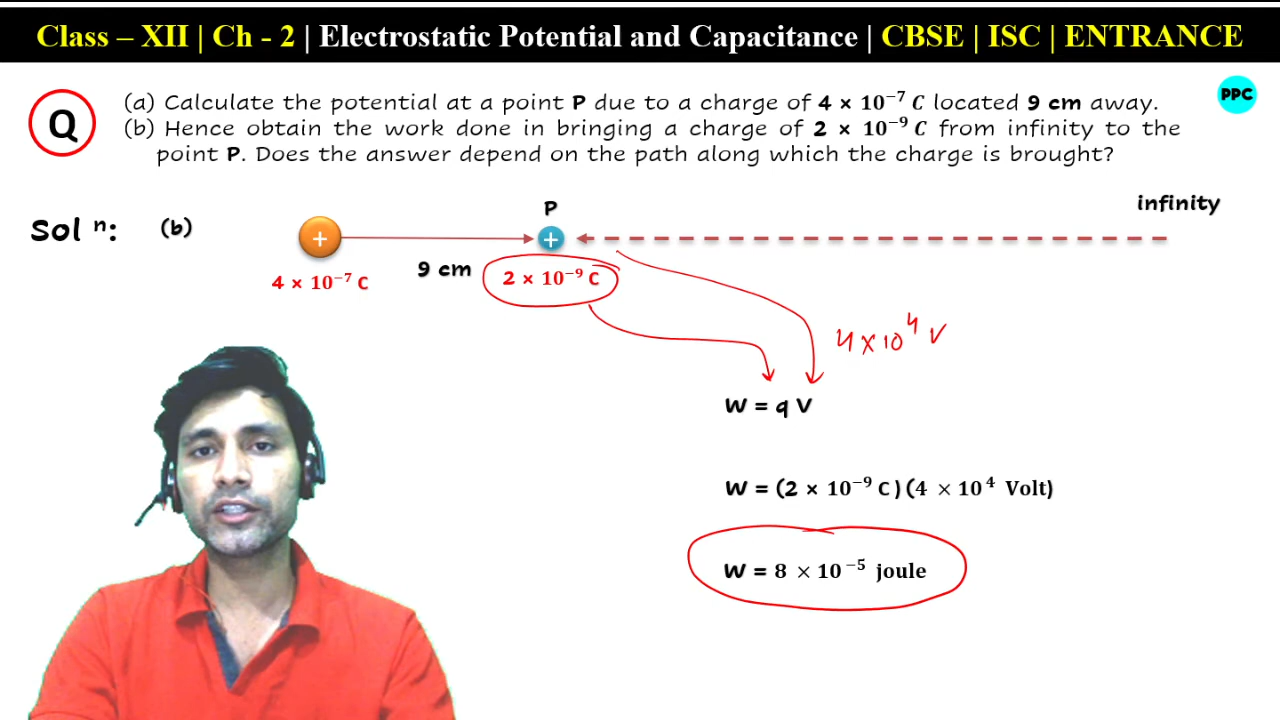 Class – XII | Ch - 2 | Electrostatic Potential and Capacitance | CBSE | ISC | ENTRANCE
PPC
Q
(a) Calculate the potential at a point P due to a charge of 4 × 10⁻⁷ C located 9 cm away.
(b) Hence obtain the work done in bringing a charge of 2 × 10⁻⁹ C from infinity to the
point P. Does the answer depend on the path along which the charge is brought?
Sol ⁿ: (b)
P
infinity
+
+
4 × 10⁻⁷ C
9 cm
2 × 10⁻⁹ C
4 × 10⁴ V
W = q V
W = (2 × 10⁻⁹ C) (4 × 10⁴ Volt)
W = 8 × 10⁻⁵ joule